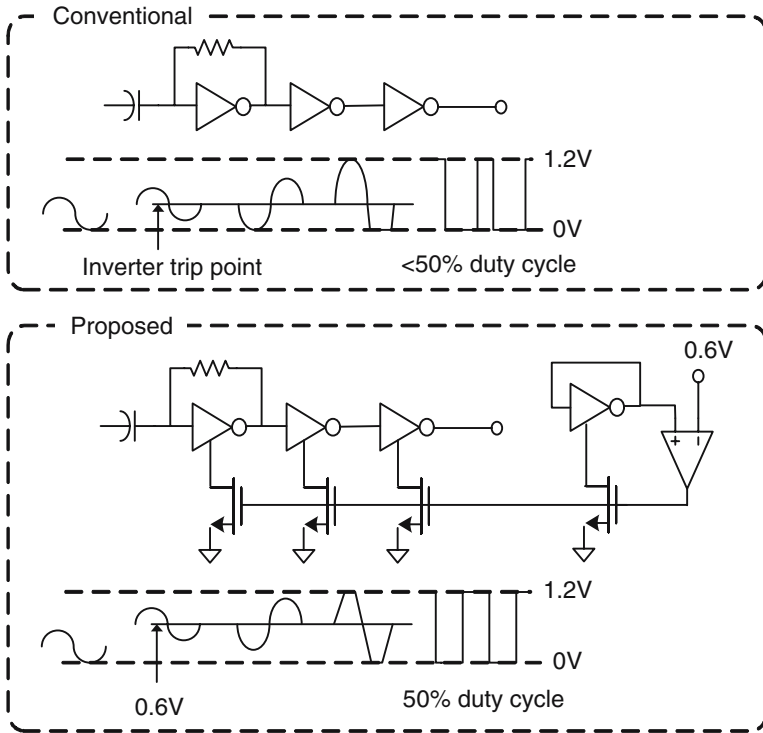 Conventional
1.2V
0V
Inverter trip point
<50% duty cycle
Proposed
0.6V
+ −
1.2V
0V
0.6V
50% duty cycle